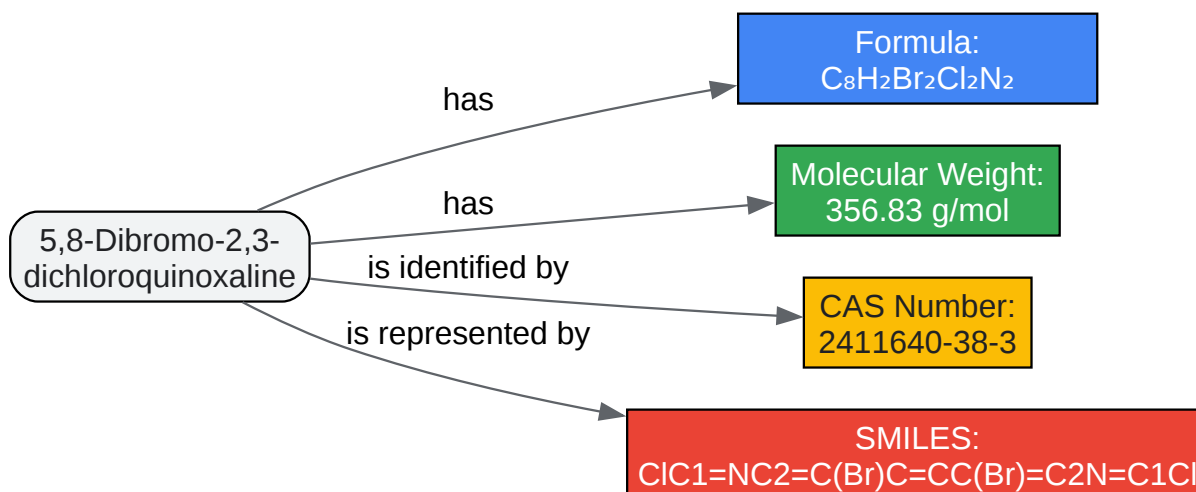 Formula:
C₈H₂Br₂Cl₂N₂
has
Molecular Weight:
356.83 g/mol
has
5,8-Dibromo-2,3-
dichloroquinoxaline
is identified by
CAS Number:
2411640-38-3
is represented by
SMILES:
ClC1=NC2=C(Br)C=CC(Br)=C2N=C1Cl